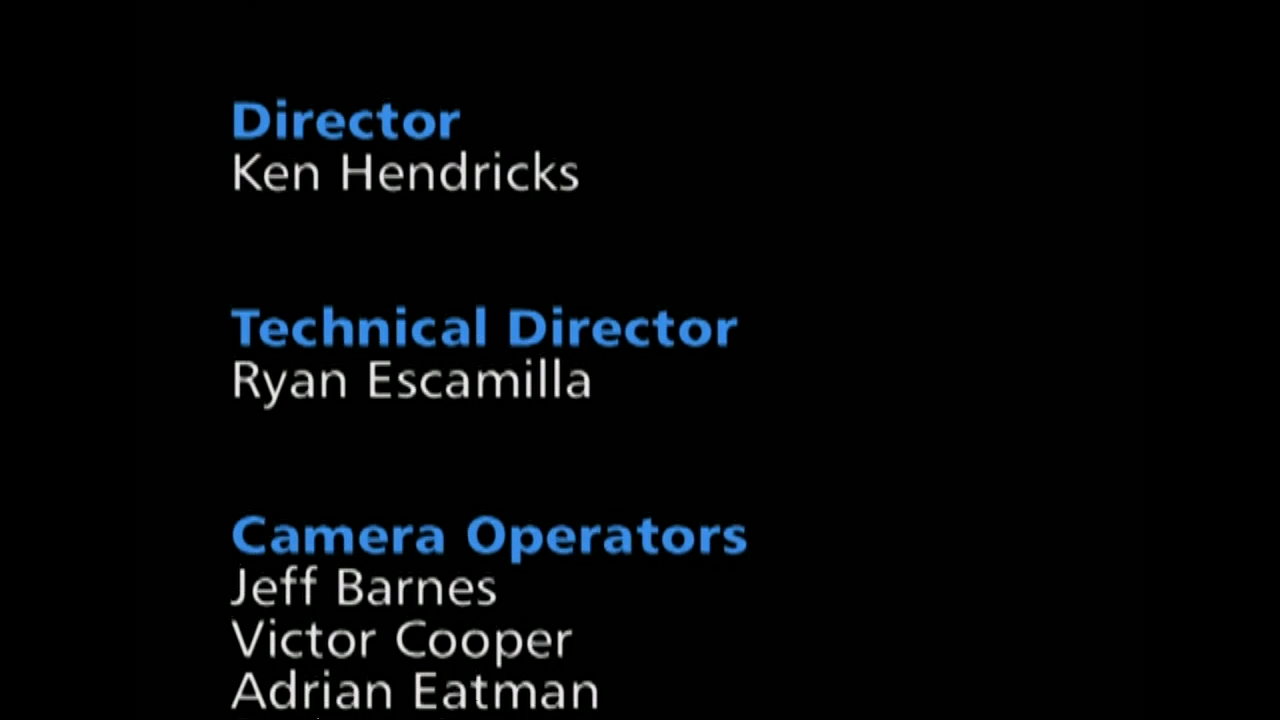 Director
Ken Hendricks
Technical Director
Ryan Escamilla
Camera Operators
Jeff Barnes
Victor Cooper
Adrian Eatman